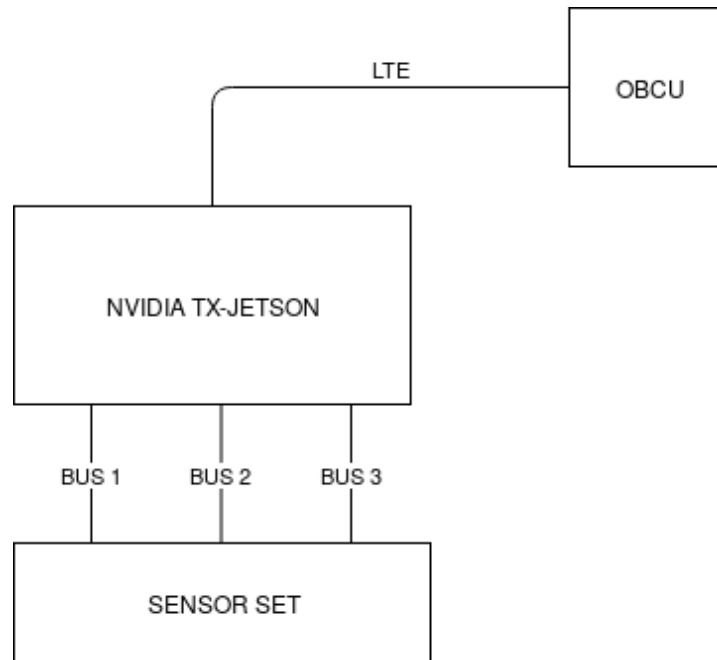 LTE
OBCU
NVIDIA TX-JETSON
BUS 1
BUS 2
BUS 3
SENSOR SET